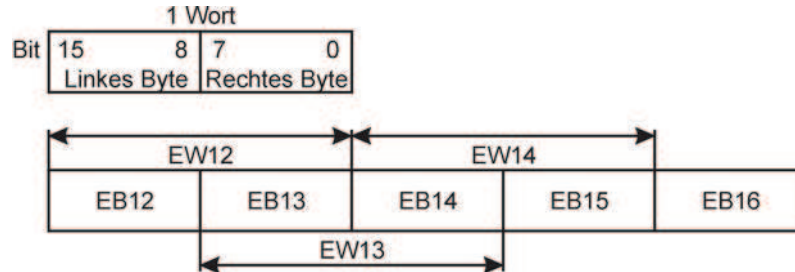 1 Wort
Bit 15 8 7 0
Linkes Byte Rechtes Byte
EW12 EW14
EB12 EB13 EB14 EB15 EB16
EW13